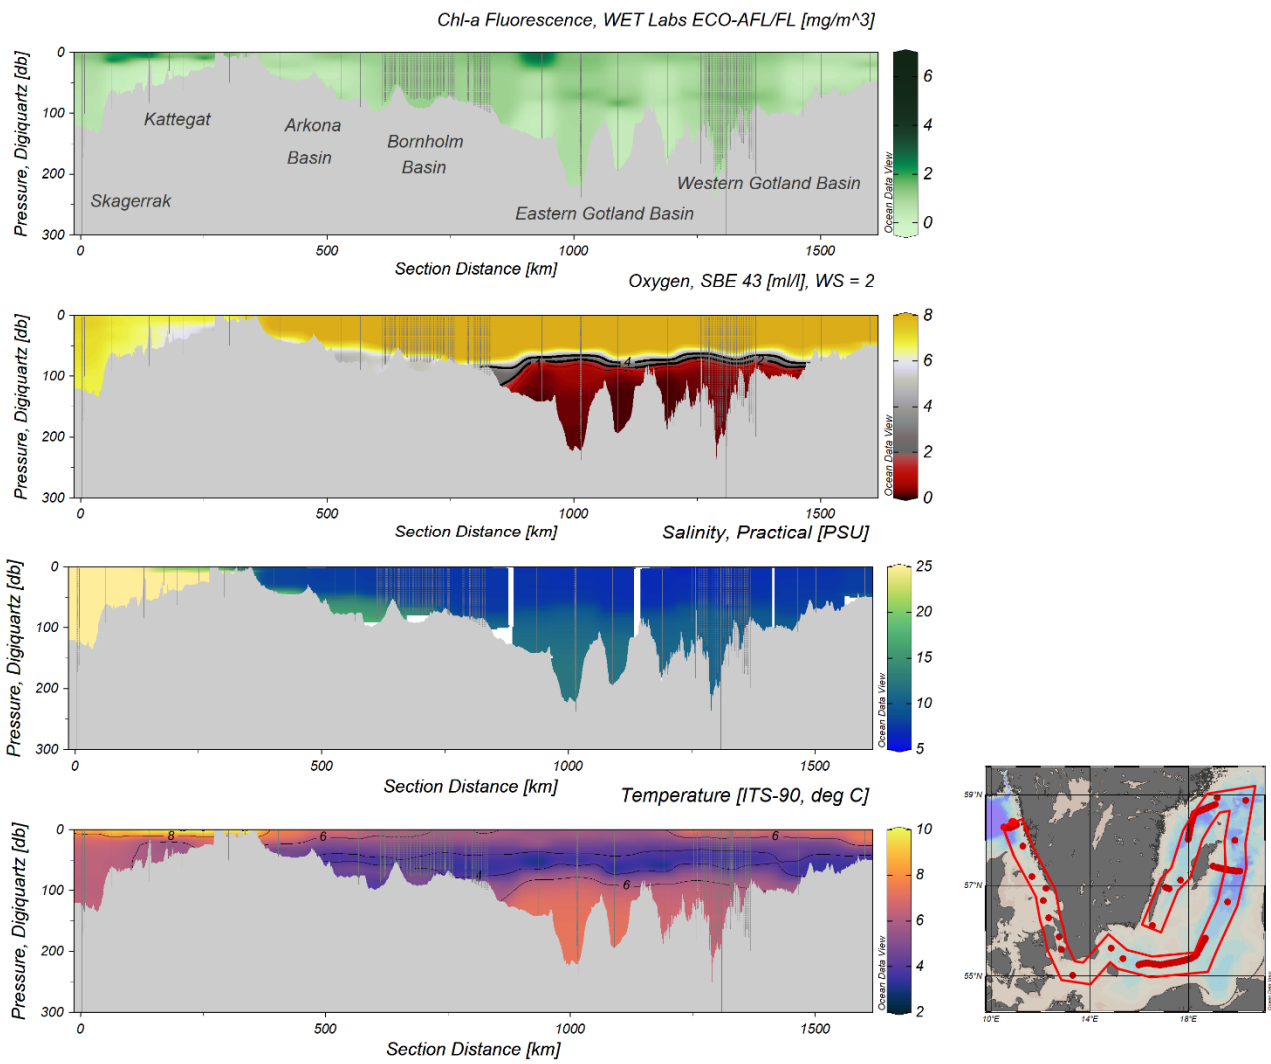 Chl-a Fluorescence, WET Labs ECO-AFL/FL [mg/m^3]
Pressure, Digiquartz [db]
0
100
200
300
Kattegat
Arkona
Basin
Bornholm
Basin
Skagerrak
Western Gotland Basin
Eastern Gotland Basin
0
500
1000
1500
Section Distance [km]
Ocean Data View
6
4
2
0
Oxygen, SBE 43 [ml/l], WS = 2
Pressure, Digiquartz [db]
0
100
200
300
4
2
0
500
1000
1500
Section Distance [km]
Ocean Data View
8
6
4
2
0
Salinity, Practical [PSU]
Pressure, Digiquartz [db]
0
100
200
300
0
500
1000
1500
Section Distance [km]
Ocean Data View
25
20
15
10
5
Temperature [ITS-90, deg C]
Pressure, Digiquartz [db]
0
100
200
300
8
6
6
4
6
0
500
1000
1500
Section Distance [km]
Ocean Data View
10
8
6
4
2
59°N
57°N
55°N
10°E
14°E
18°E
Ocean Data View